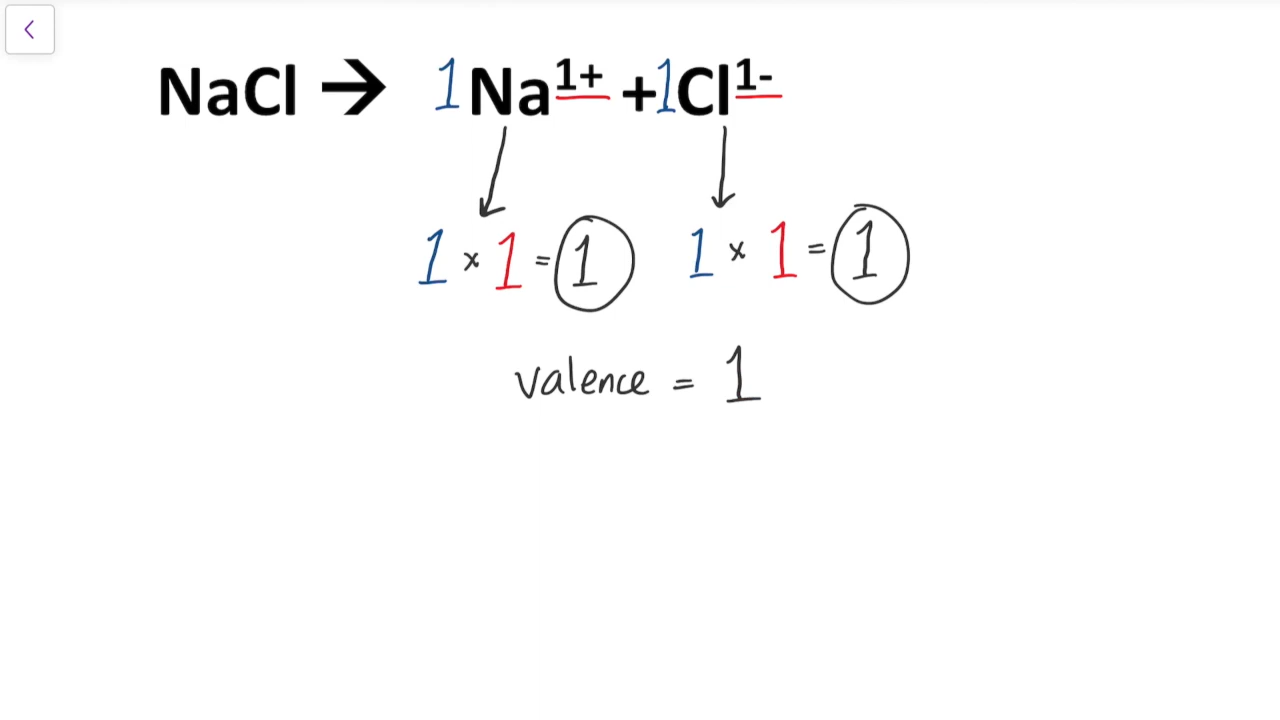 NaCl → 1Na¹⁺ + 1Cl¹⁻
1 × 1 = 1 1 × 1 = 1
valence = 1